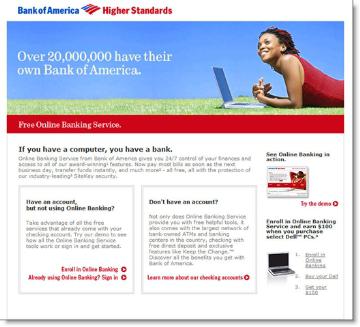 Bank of America Higher Standards
Over 20,000,000 have their
own Bank of America.
Free Online Banking Service.
If you have a computer, you have a bank.
Online Banking Service from Bank of America gives you 24/7 control of your finances and
access to all of our award-winning¹ features. Now pay most bills as soon as the next
business day, transfer funds instantly, and much more² - all free, all with the protection of
our industry-leading³ SiteKey security.
Have an account,
but not using Online Banking?
Take advantage of all the free
services that already come with your
checking account. Try our demo to see
how all the Online Banking Service
tools work or sign in and get started.
Enroll in Online Banking
Already using Online Banking? Sign in
Don't have an account?
Not only does Online Banking Service
provide you with free helpful tools, it
also comes with the largest network of
bank-owned ATMs and banking
centers in the country, checking with
free direct deposit and exclusive
features like Keep the Change.™
Discover all the benefits you get with
Bank of America.
Learn more about our checking accounts
See Online Banking in
action.
Try the demo
Enroll in Online Banking
Service and earn $100
when you purchase
select Dell™ PCs.⁴
1. Enroll in
Online
Banking
2. Buy your Dell
3. Get your
$100